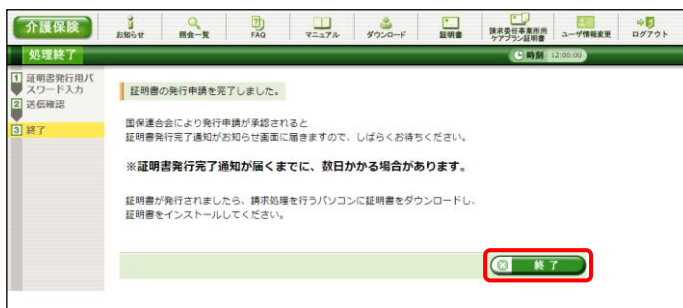 介護保険
お知らせ
照会一覧
FAQ
マニュアル
ダウンロード
証明書
請求委任事業所用
ケアプラン証明書
ユーザ情報変更
ログアウト
処理終了
時刻 12:00:00
1 証明書発行用パ
スワード入力
2 送信確認
3 終了
証明書の発行申請を完了しました。
国保連合会により発行申請が承認されると
証明書発行完了通知がお知らせ画面に届きますので、しばらくお待ちください。
※証明書発行完了通知が届くまでに、数日かかる場合があります。
証明書が発行されましたら、請求処理を行うパソコンに証明書をダウンロードし、
証明書をインストールしてください。
終了